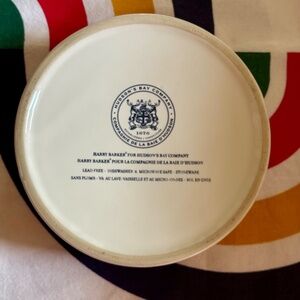 HUDSON'S BAY COMPANY
1670
COMPAGNIE DE LA BAIE D'HUDSON
HARRY BARKER® FOR HUDSON'S BAY COMPANY
HARRY BARKER® POUR LA COMPAGNIE DE LA BAIE D'HUDSON
LEAD FREE · DISHWASHER & MICROWAVE SAFE · STONEWARE
SANS PLOMB · VA AU LAVE-VAISSELLE ET AU MICRO-ONDES ·